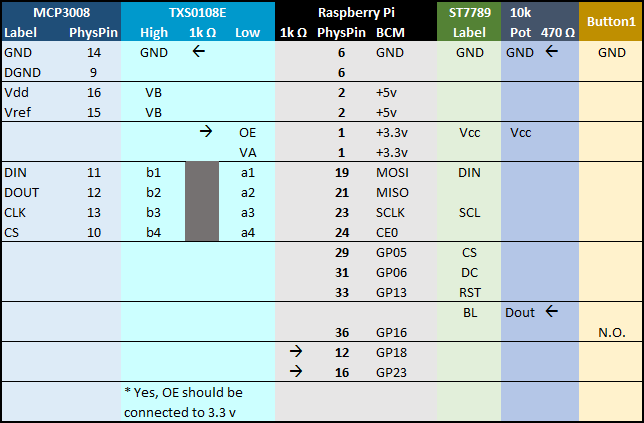 MCP3008 TXS0108E Raspberry Pi ST7789 10k Button1
Label PhysPin High 1k Ω Low 1k Ω PhysPin BCM Label Pot 470 Ω
GND 14 GND ← 6 GND GND GND ← GND
DGND 9 6
Vdd 16 VB 2 +5v
Vref 15 VB 2 +5v
→ OE 1 +3.3v Vcc Vcc
VA 1 +3.3v
DIN 11 b1 a1 19 MOSI DIN
DOUT 12 b2 a2 21 MISO
CLK 13 b3 a3 23 SCLK SCL
CS 10 b4 a4 24 CE0
29 GP05 CS
31 GP06 DC
33 GP13 RST
BL Dout ←
36 GP16 N.O.
→ 12 GP18
→ 16 GP23
* Yes, OE should be
connected to 3.3 v